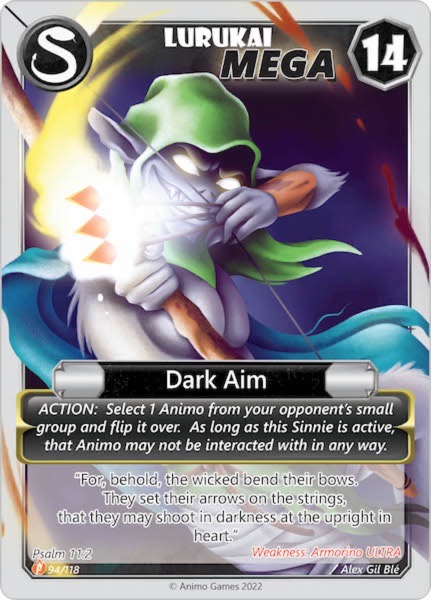 S
LURUKAI
MEGA
14
Dark Aim
ACTION: Select 1 Animo from your opponent's small
group and flip it over. As long as this Sinnie is active,
that Animo may not be interacted with in any way.
"For, behold, the wicked bend their bows.
They set their arrows on the strings,
that they may shoot in darkness at the upright in
heart."
Psalm 11:2
Weakness: Armorino ULTRA
94/118
Alex Gil Blé
© Animo Games 2022